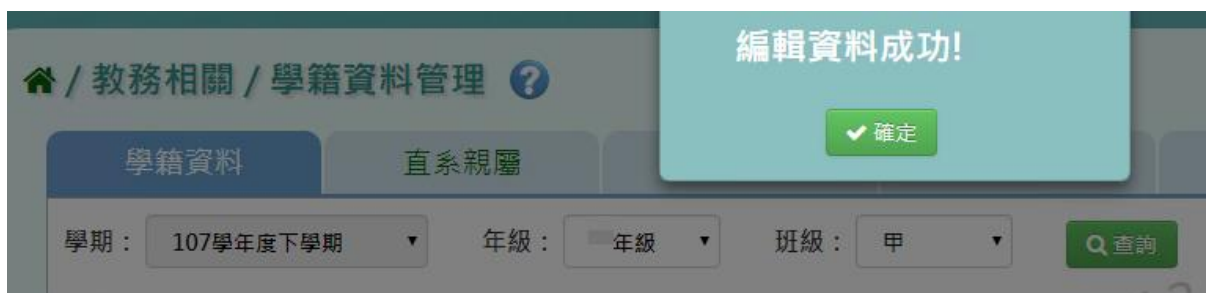 編輯資料成功!
/ 教務相關 / 學籍資料管理 ?
確定
學籍資料 直系親屬
學期： 107學年度下學期 年級： 年級 班級： 甲 查詢